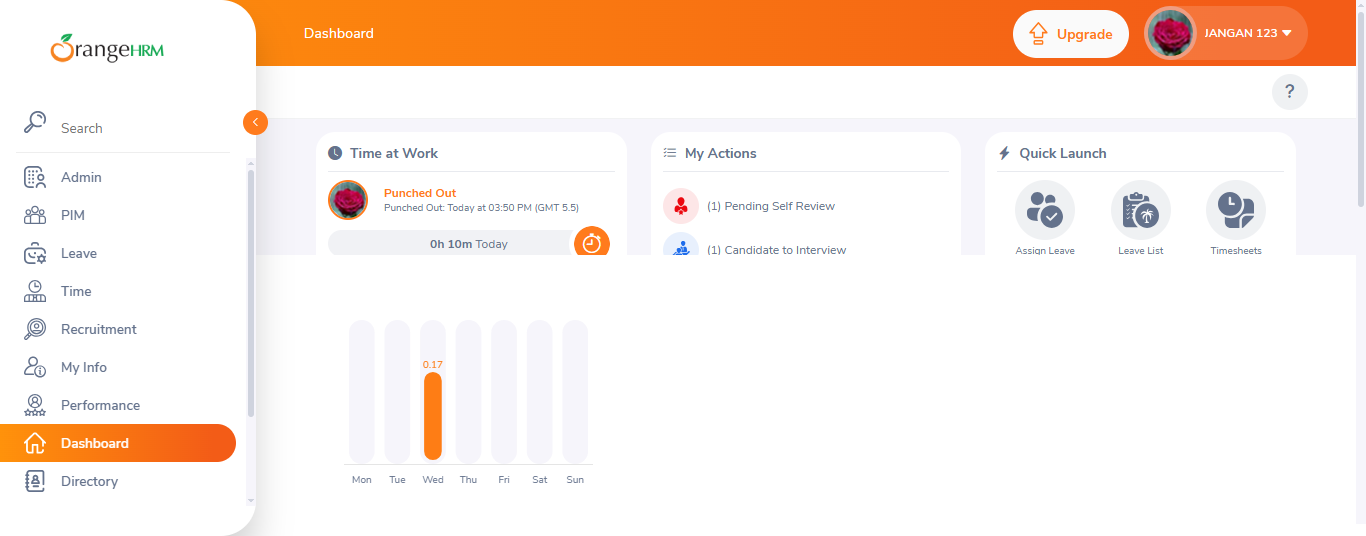 OrangeHRM
Dashboard
Upgrade
JANGAN 123
?
Search
Admin
PIM
Leave
Time
Recruitment
My Info
Performance
Dashboard
Directory
Time at Work
Punched Out
Punched Out: Today at 03:50 PM (GMT 5.5)
0h 10m Today
My Actions
(1) Pending Self Review
(1) Candidate to Interview
Quick Launch
Assign Leave
Leave List
Timesheets
0.17
Mon Tue Wed Thu Fri Sat Sun